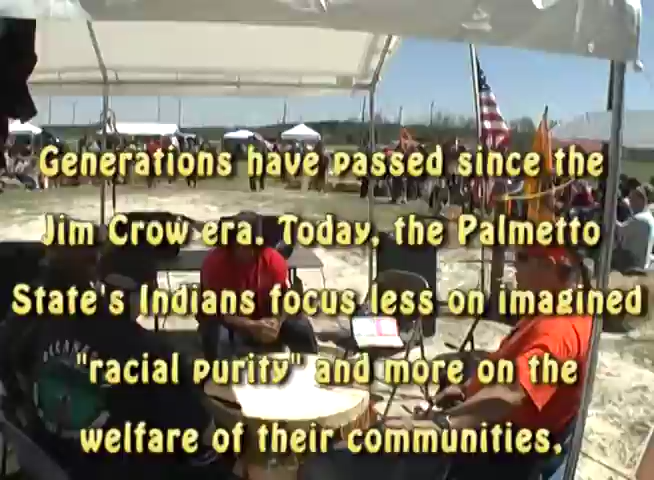 Generations have passed since the
Jim Crow era. Today, the Palmetto
State's Indians focus less on imagined
"racial purity" and more on the
welfare of their communities.